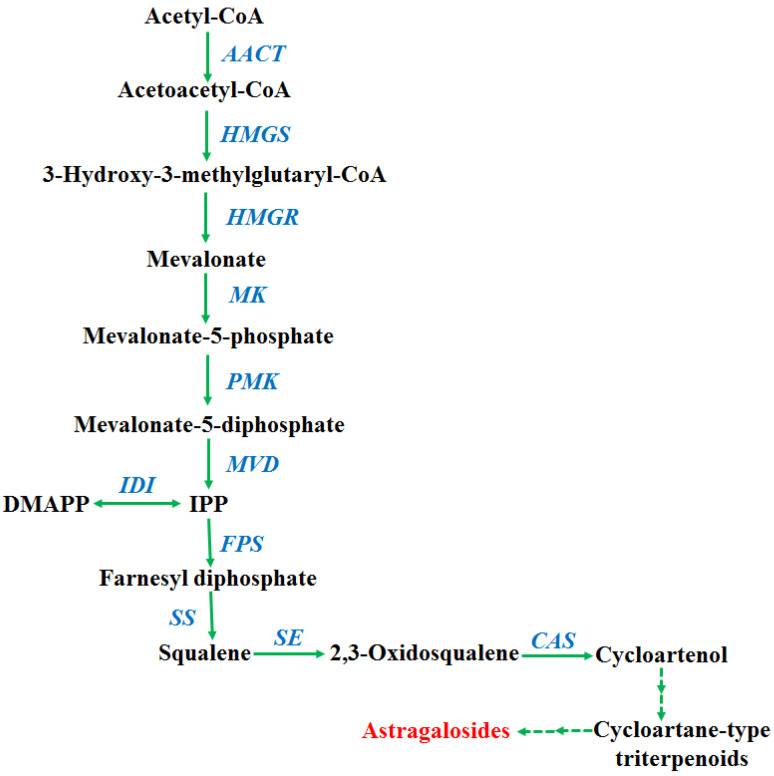 Acetyl-CoA
AACT
Acetoacetyl-CoA
HMGS
3-Hydroxy-3-methylglutaryl-CoA
HMGR
Mevalonate
MK
Mevalonate-5-phosphate
PMK
Mevalonate-5-diphosphate
MVD
DMAPP IDI IPP
FPS
Farnesyl diphosphate
SS
Squalene SE 2,3-Oxidosqualene CAS Cycloartenol
Astragalosides Cycloartane-type
triterpenoids